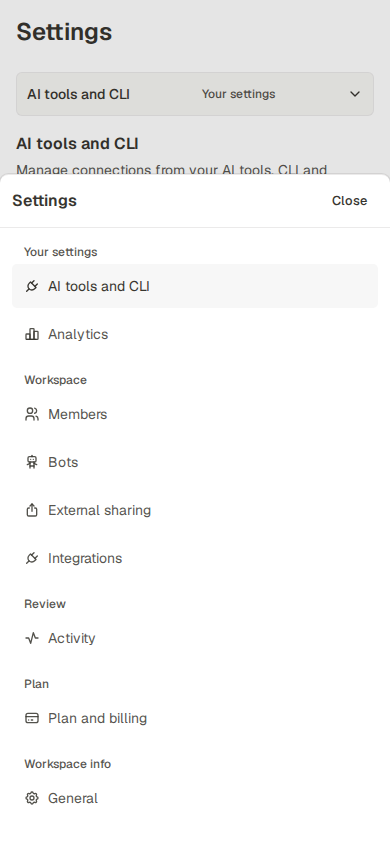 Settings
AI tools and CLI Your settings
AI tools and CLI
Manage connections from your AI tools, CLI and
Settings Close
Your settings
AI tools and CLI
Analytics
Workspace
Members
Bots
External sharing
Integrations
Review
Activity
Plan
Plan and billing
Workspace info
General